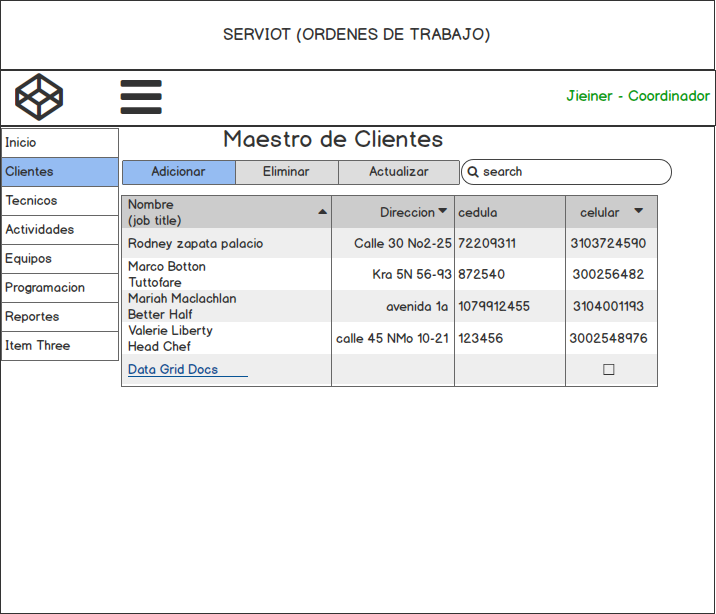 SERVIOT (ORDENES DE TRABAJO)
Jieiner - Coordinador
Inicio
Clientes
Tecnicos
Actividades
Equipos
Programacion
Reportes
Item Three
Maestro de Clientes
Adicionar Eliminar Actualizar search
Nombre
(job title) Direccion cedula celular
Rodney zapata palacio Calle 30 No2-25 72209311 3103724590
Marco Botton
Tuttofare Kra 5N 56-93 872540 300256482
Mariah Maclachlan
Better Half avenida 1a 1079912455 3104001193
Valerie Liberty
Head Chef calle 45 NMo 10-21 123456 3002548976
Data Grid Docs